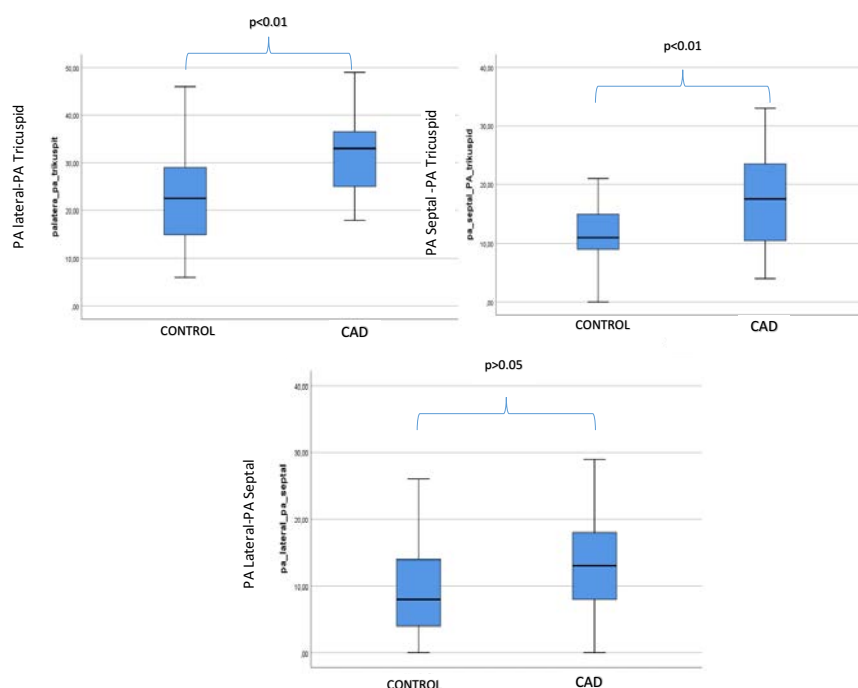 p<0.01
PA lateral-PA Tricuspid
palatera_pa_trikuspit
50,00
40,00
30,00
20,00
10,00
,00
CONTROL
CAD
p<0.01
PA Septal -PA Tricuspid
pa_septal_PA_trikuspid
40,00
30,00
20,00
10,00
,00
CONTROL
CAD
p>0.05
PA Lateral-PA Septal
pa_lateral_pa_septal
40,00
30,00
20,00
10,00
,00
CONTROL
CAD